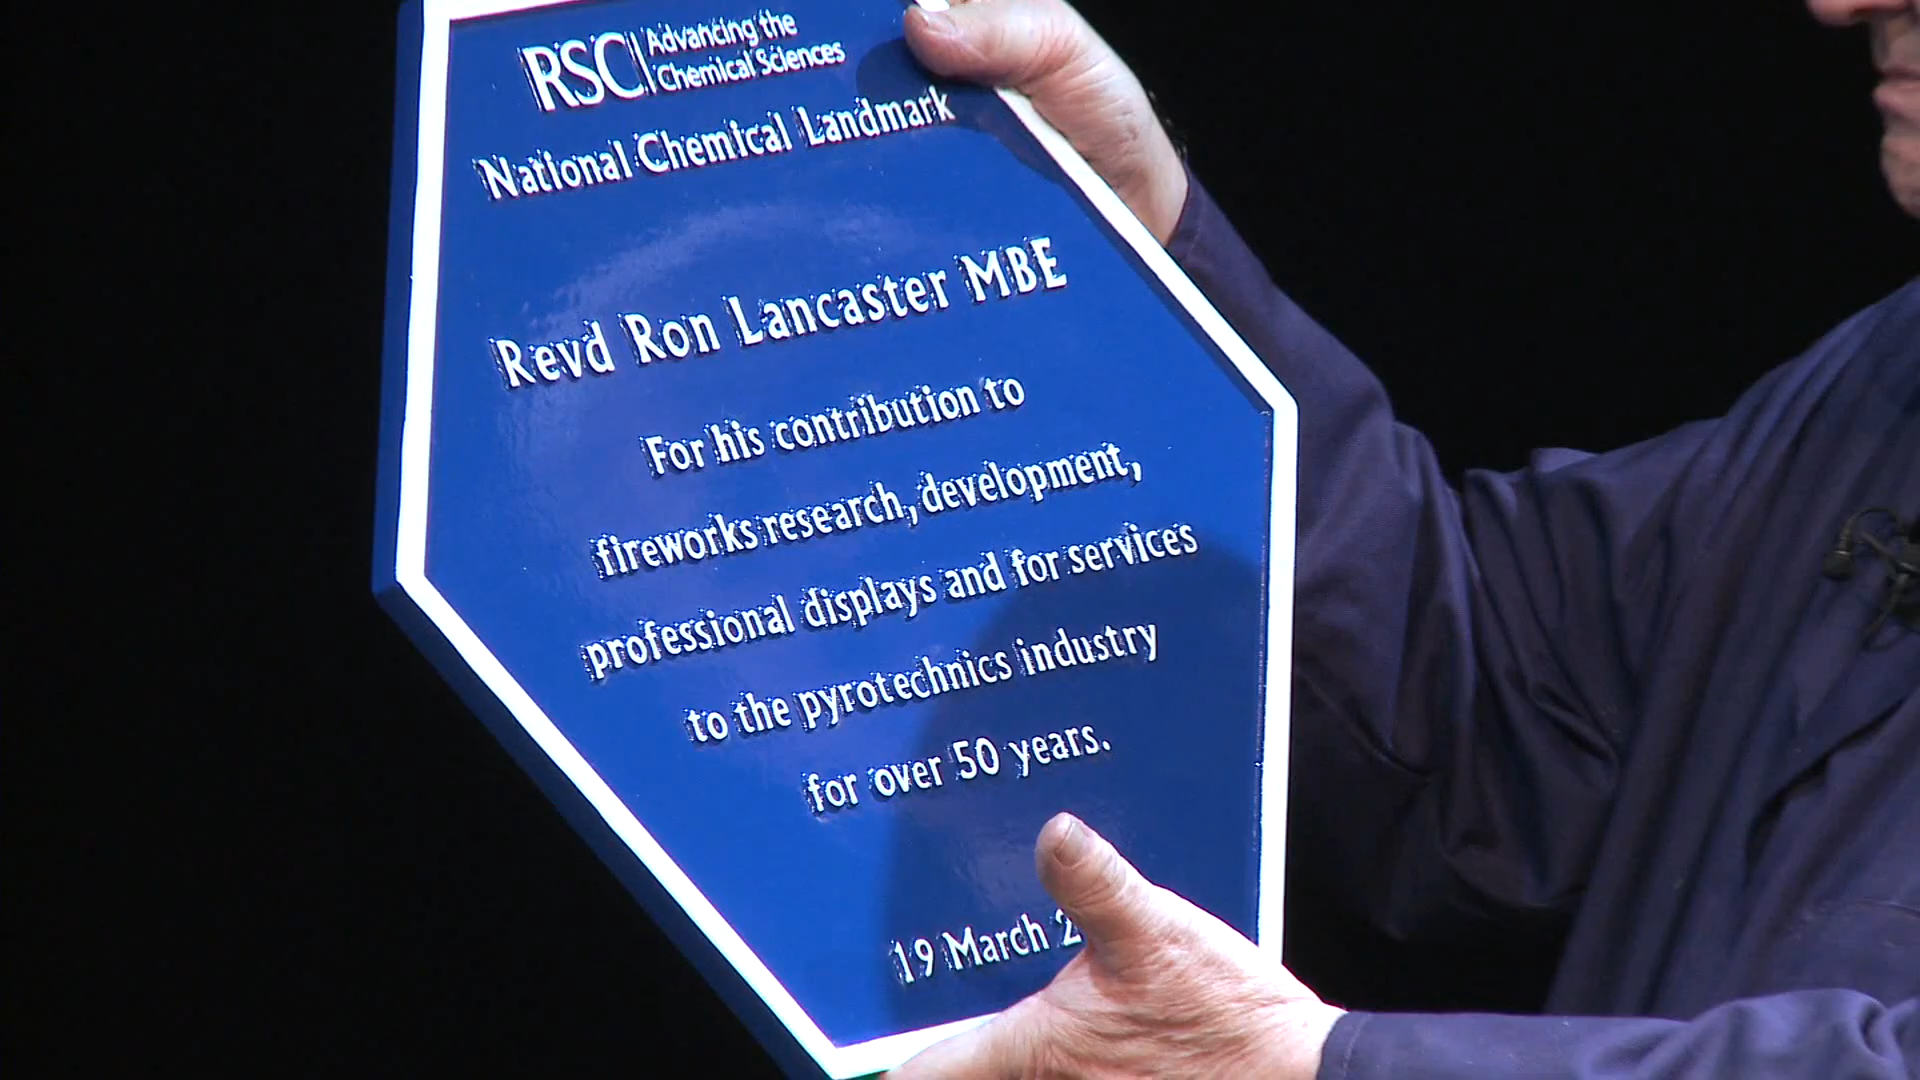 RSC Advancing the
Chemical Sciences
National Chemical Landmark
Revd Ron Lancaster MBE
For his contribution to
fireworks research, development,
professional displays and for services
to the pyrotechnics industry
for over 50 years.
19 March